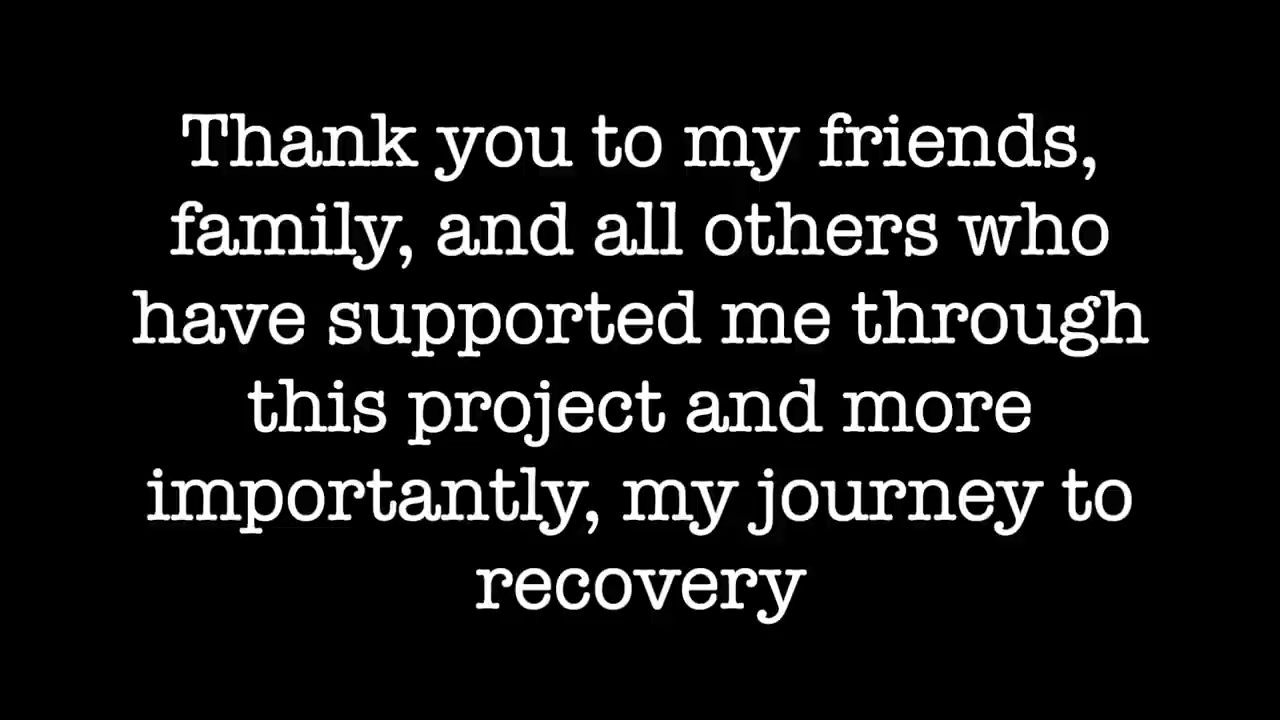 Thank you to my friends,
family, and all others who
have supported me through
this project and more
importantly, my journey to
recovery